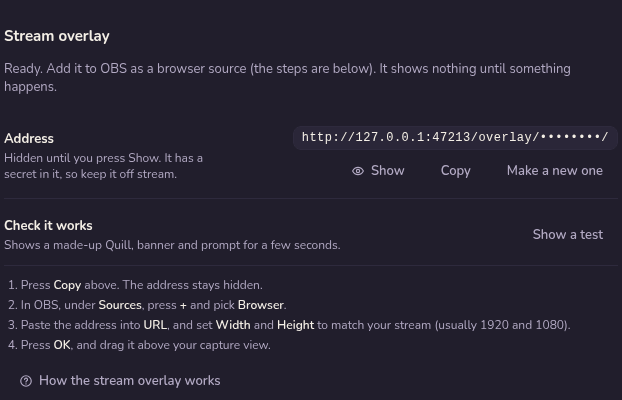 Stream overlay
Ready. Add it to OBS as a browser source (the steps are below). It shows nothing until something
happens.
Address
http://127.0.0.1:47213/overlay/••••••••/
Hidden until you press Show. It has a
secret in it, so keep it off stream.
Show Copy Make a new one
Check it works
Shows a made-up Quill, banner and prompt for a few seconds.
Show a test
1. Press Copy above. The address stays hidden.
2. In OBS, under Sources, press + and pick Browser.
3. Paste the address into URL, and set Width and Height to match your stream (usually 1920 and 1080).
4. Press OK, and drag it above your capture view.
How the stream overlay works